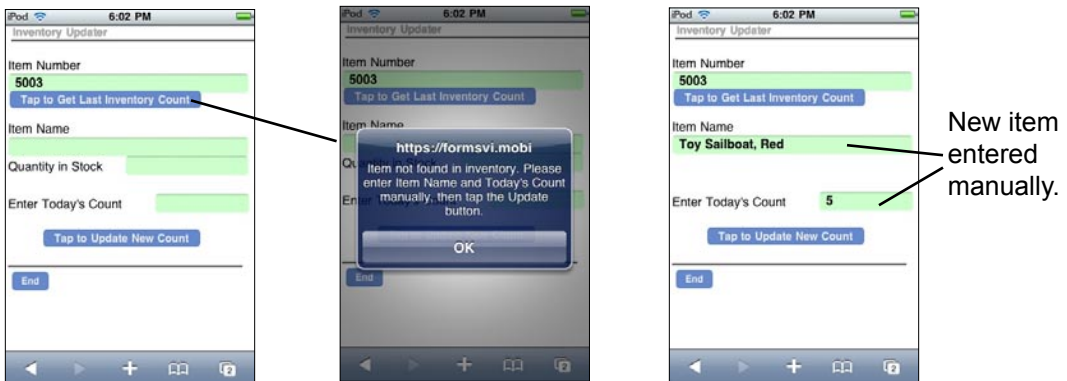 iPod 6:02 PM
Inventory Updater
Item Number
5003
Tap to Get Last Inventory Count
Item Name
Quantity in Stock
Enter Today's Count
Tap to Update New Count
End
2
iPod 6:02 PM
Inventory Updater
Item Number
5003
Tap to Get Last Inventory Count
Item Name
https://formsvi.mobi
Item not found in inventory. Please
enter Item Name and Today's Count
manually, then tap the Update
button.
OK
End
2
iPod 6:02 PM
Inventory Updater
Item Number
5003
Tap to Get Last Inventory Count
Item Name
Toy Sailboat, Red
Enter Today's Count 5
Tap to Update New Count
End
2
New item
entered
manually.